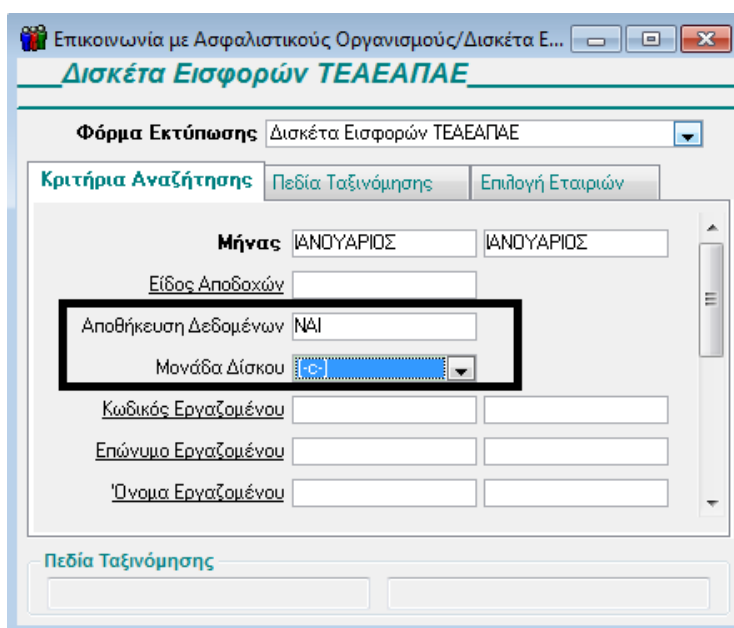 Επικοινωνία με Ασφαλιστικούς Οργανισμούς/Δισκέτα Ε...
Δισκέτα Εισφορών ΤΕΑΕΑΠΑΕ
Φόρμα Εκτύπωσης Δισκέτα Εισφορών ΤΕΑΕΑΠΑΕ
Κριτήρια Αναζήτησης Πεδία Ταξινόμησης Επιλογή Εταιριών
Μήνας ΙΑΝΟΥΑΡΙΟΣ ΙΑΝΟΥΑΡΙΟΣ
Είδος Αποδοχών
Αποθήκευση Δεδομένων ΝΑΙ
Μονάδα Δίσκου [-c-]
Κωδικός Εργαζομένου
Επώνυμο Εργαζομένου
Όνομα Εργαζομένου
Πεδία Ταξινόμησης